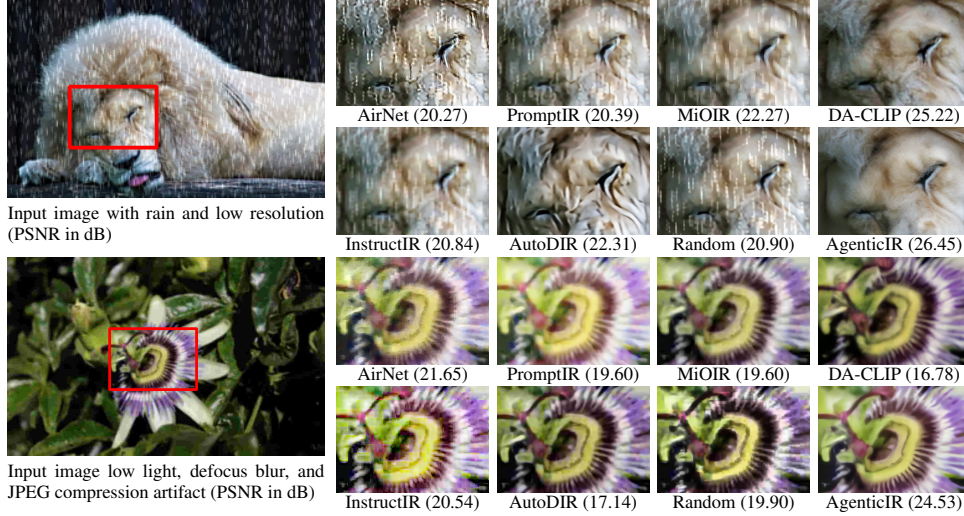 AirNet (20.27) PromptIR (20.39) MiOIR (22.27) DA-CLIP (25.22)
Input image with rain and low resolution
(PSNR in dB)
InstructIR (20.84) AutoDIR (22.31) Random (20.90) AgenticIR (26.45)
AirNet (21.65) PromptIR (19.60) MiOIR (19.60) DA-CLIP (16.78)
Input image low light, defocus blur, and
JPEG compression artifact (PSNR in dB)
InstructIR (20.54) AutoDIR (17.14) Random (19.90) AgenticIR (24.53)